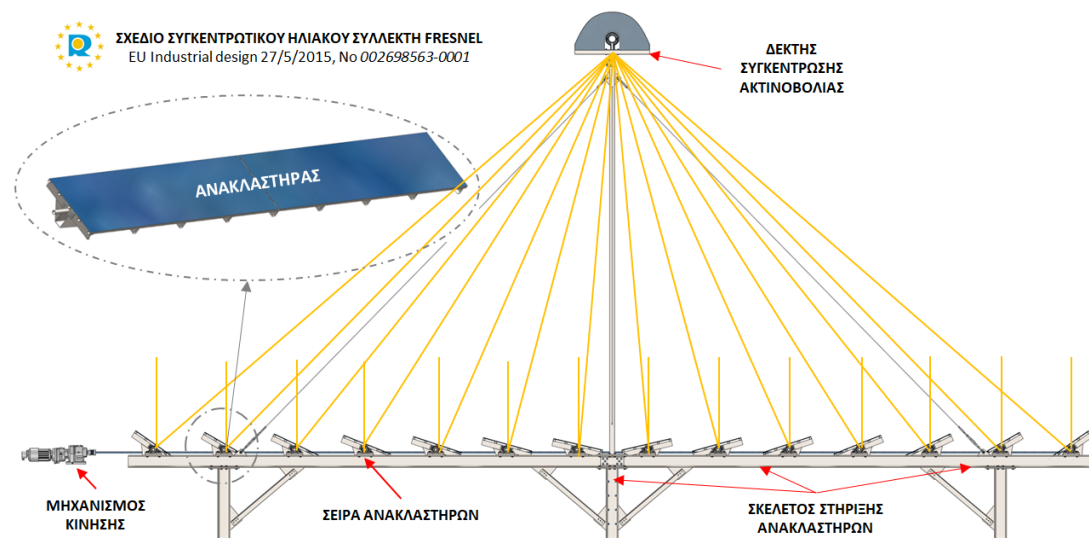 ΣΧΕΔΙΟ ΣΥΓΚΕΝΤΡΩΤΙΚΟΥ ΗΛΙΑΚΟΥ ΣΥΛΛΕΚΤΗ FRESNEL
EU Industrial design 27/5/2015, No 002698563-0001
ΔΕΚΤΗΣ
ΣΥΓΚΕΝΤΡΩΣΗΣ
ΑΚΤΙΝΟΒΟΛΙΑΣ
ΑΝΑΚΛΑΣΤΗΡΑΣ
ΜΗΧΑΝΙΣΜΟΣ
ΚΙΝΗΣΗΣ
ΣΕΙΡΑ ΑΝΑΚΛΑΣΤΗΡΩΝ
ΣΚΕΛΕΤΟΣ ΣΤΗΡΙΞΗΣ
ΑΝΑΚΛΑΣΤΗΡΩΝ